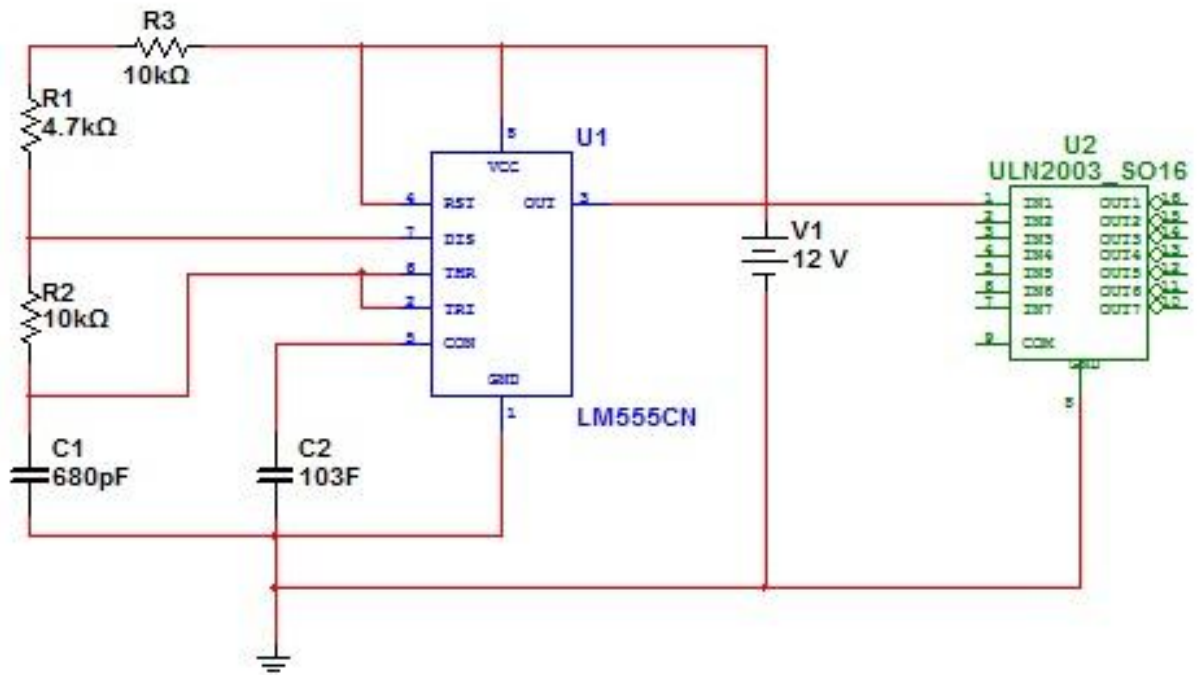 R3
10kΩ
R1
4.7kΩ
R2
10kΩ
C1
680pF
C2
103F
U1
VCC
4 RST OUT 3
7 DIS
THR
2 TRI
5 CON
GND
1
LM555CN
V1
12 V
U2
ULN2003_SO16
1 IN1 OUT1 16
2 IN2 OUT2 15
3 IN3 OUT3 14
4 IN4 OUT4 13
5 IN5 OUT5 12
6 IN6 OUT6 11
7 IN7 OUT7 10
9 COM
GND